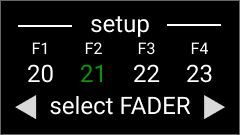 setup
F1 F2 F3 F4
20 21 22 23
select FADER